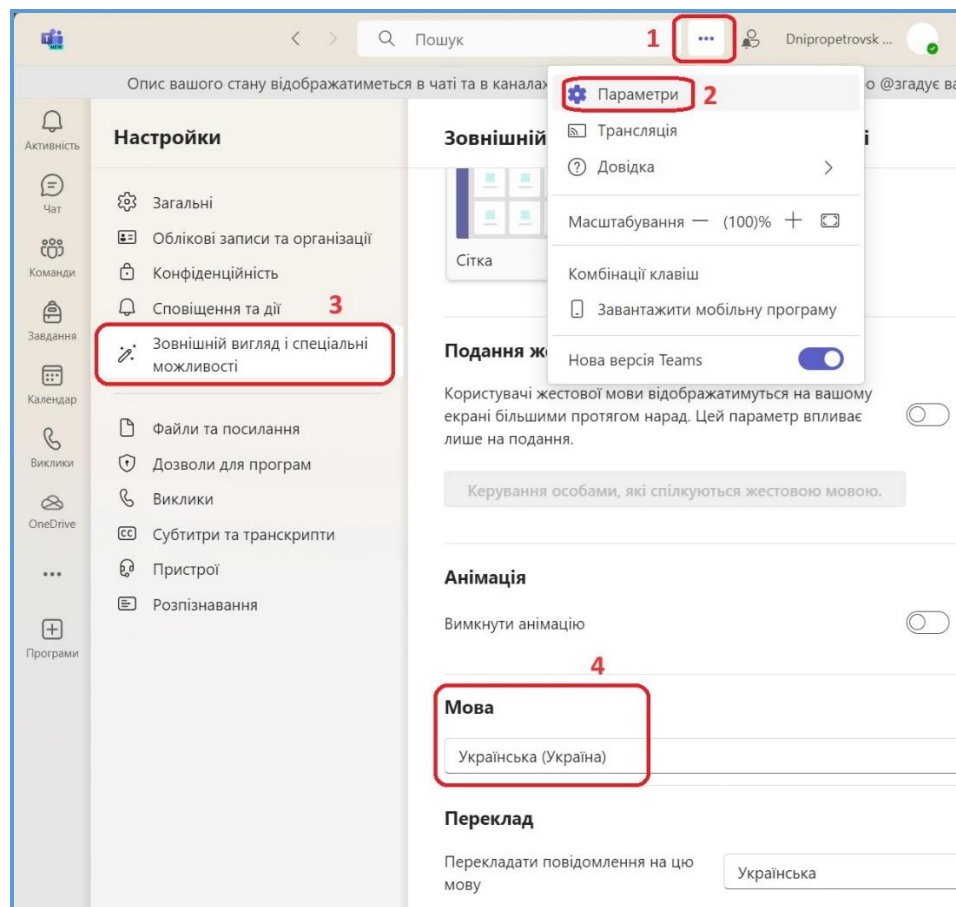 NEW
Пошук
1
Dnipropetrovsk ...
Опис вашого стану відображатиметься в чаті та в каналах
о @згадує ва
Параметри
2
Трансляція
Довідка
Масштабування — (100)% +
Комбінації клавіш
Завантажити мобільну програму
Нова версія Teams
Активність
Чат
Команди
Завдання
Календар
Виклики
OneDrive
...
Програми
Настройки
Загальні
Облікові записи та організації
Конфіденційність
Сповіщення та дії
3
Зовнішній вигляд і спеціальні
можливості
Файли та посилання
Дозволи для програм
Виклики
Субтитри та транскрипти
Пристрої
Розпізнавання
Зовнішній
і
Сітка
Подання ж
Користувачі жестової мови відображатимуться на вашому
екрані більшими протягом нарад. Цей параметр впливає
лише на подання.
Керування особами, які спілкуються жестовою мовою.
Анімація
Вимкнути анімацію
4
Мова
Українська (Україна)
Переклад
Перекладати повідомлення на цю
мову
Українська